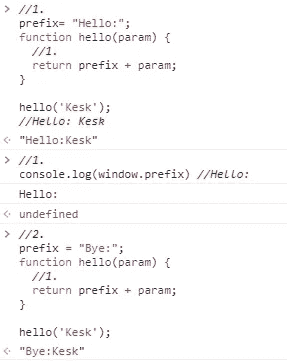 > //1.
prefix= "Hello:";
function hello(param) {
//1.
return prefix + param;
}
hello('Kesk');
//Hello: Kesk
"Hello:Kesk"
> //1.
console.log(window.prefix) //Hello:
Hello:
undefined
> //2.
prefix = "Bye:";
function hello(param) {
//1.
return prefix + param;
}
hello('Kesk');
"Bye:Kesk"